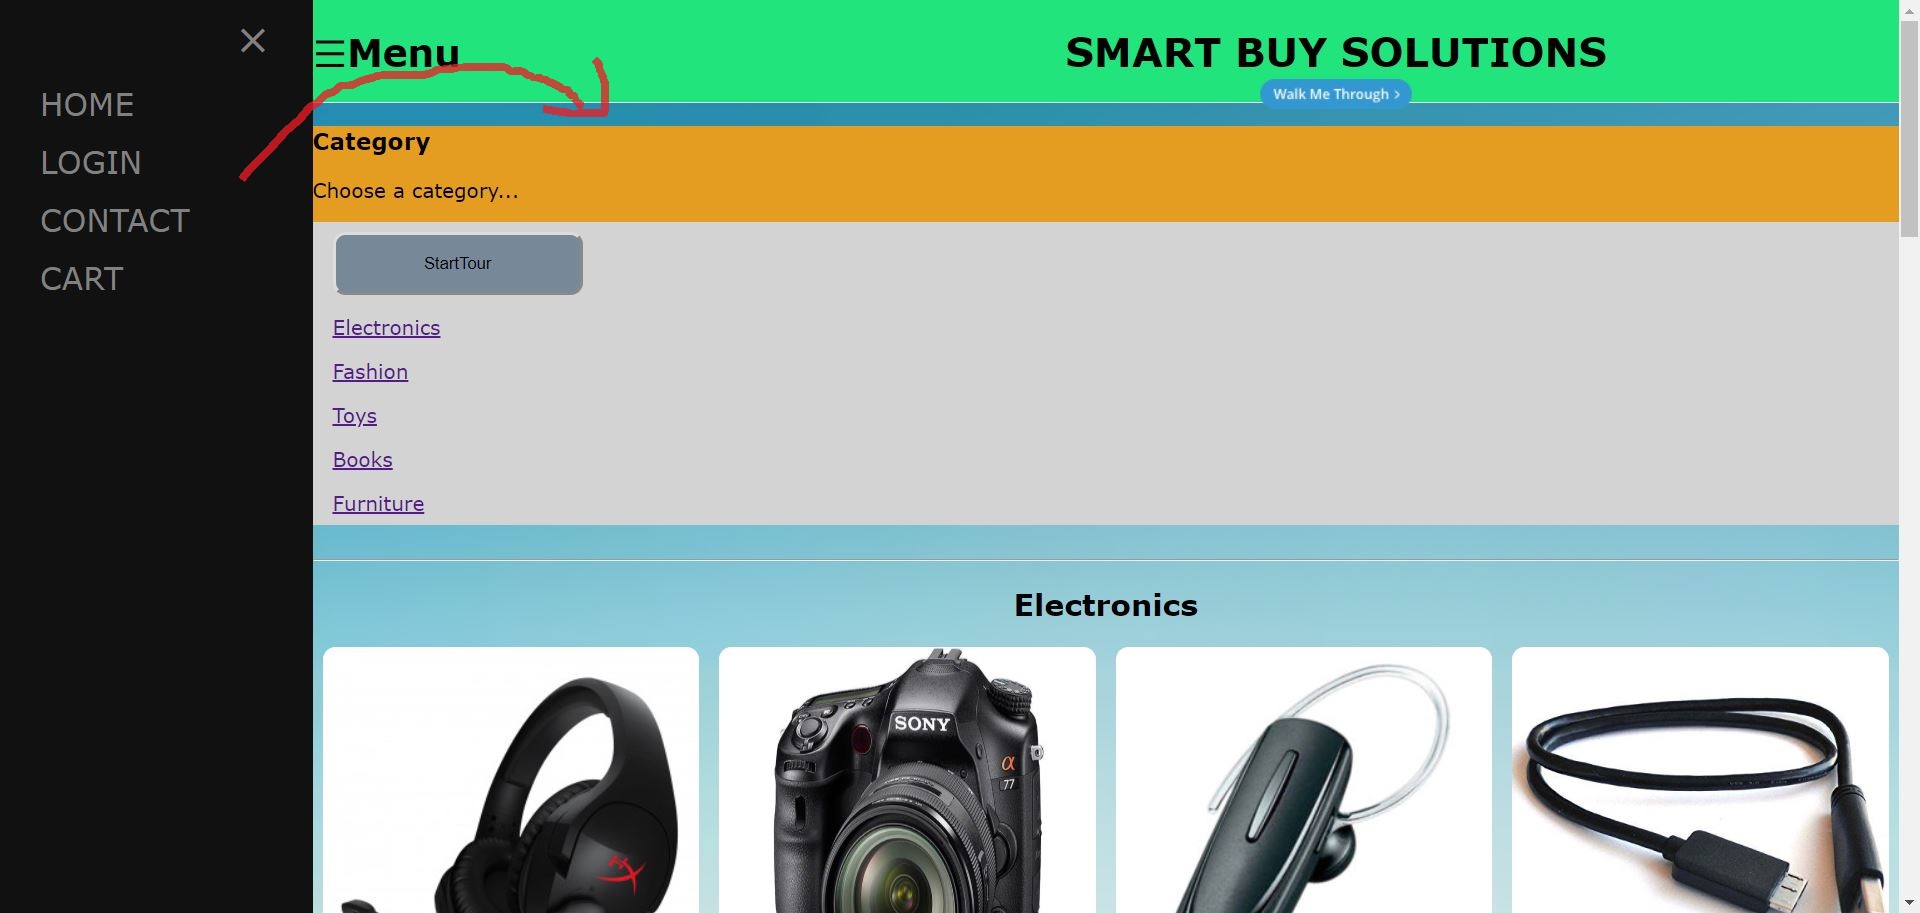 ×
HOME
LOGIN
CONTACT
CART
☰Menu
SMART BUY SOLUTIONS
Walk Me Through >
Category
Choose a category...
StartTour
Electronics
Fashion
Toys
Books
Furniture
Electronics
SONY
α
77